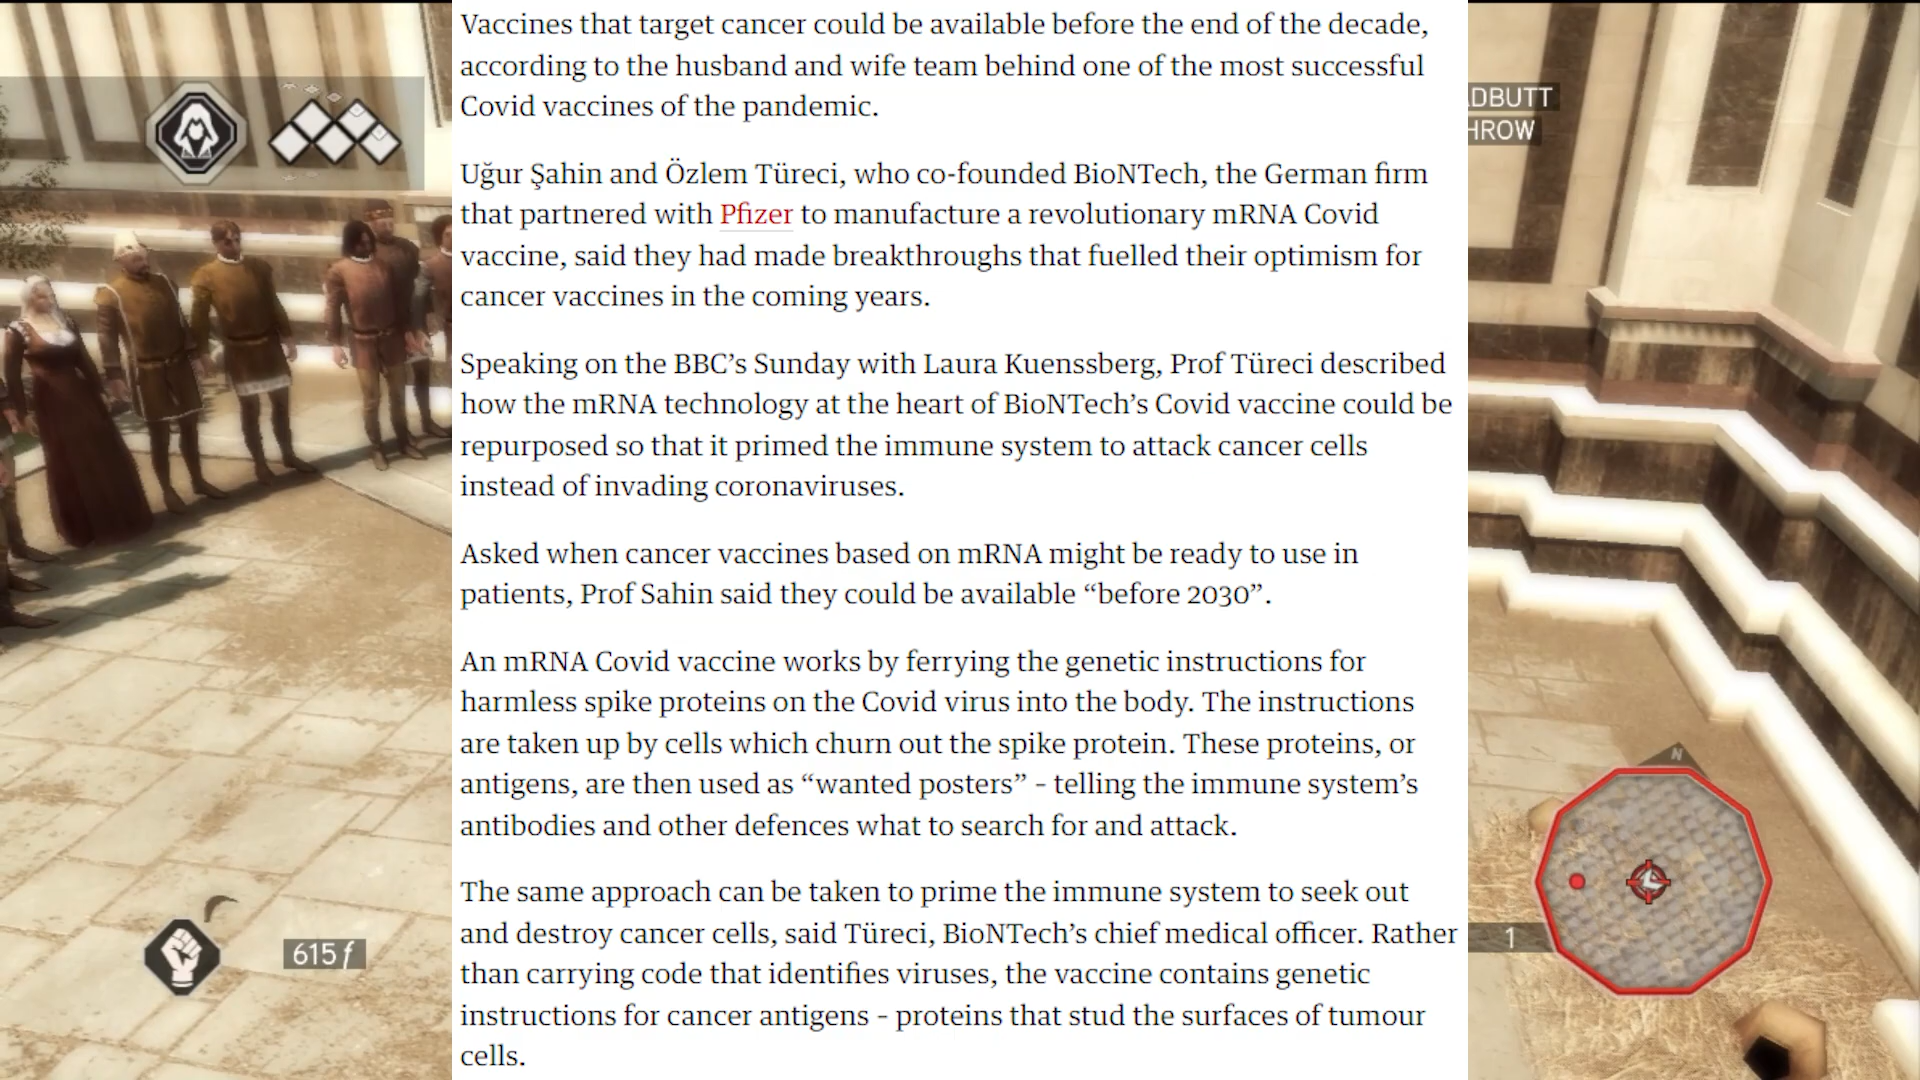 Vaccines that target cancer could be available before the end of the decade,
according to the husband and wife team behind one of the most successful
Covid vaccines of the pandemic.
Uğur Şahin and Özlem Türeci, who co-founded BioNTech, the German firm
that partnered with Pfizer to manufacture a revolutionary mRNA Covid
vaccine, said they had made breakthroughs that fuelled their optimism for
cancer vaccines in the coming years.
Speaking on the BBC’s Sunday with Laura Kuenssberg, Prof Türeci described
how the mRNA technology at the heart of BioNTech’s Covid vaccine could be
repurposed so that it primed the immune system to attack cancer cells
instead of invading coronaviruses.
Asked when cancer vaccines based on mRNA might be ready to use in
patients, Prof Sahin said they could be available “before 2030”.
An mRNA Covid vaccine works by ferrying the genetic instructions for
harmless spike proteins on the Covid virus into the body. The instructions
are taken up by cells which churn out the spike protein. These proteins, or
antigens, are then used as “wanted posters” – telling the immune system’s
antibodies and other defences what to search for and attack.
The same approach can be taken to prime the immune system to seek out
and destroy cancer cells, said Türeci, BioNTech’s chief medical officer. Rather
than carrying code that identifies viruses, the vaccine contains genetic
instructions for cancer antigens – proteins that stud the surfaces of tumour
cells.
615 f
ADBUTT
HROW
N
1